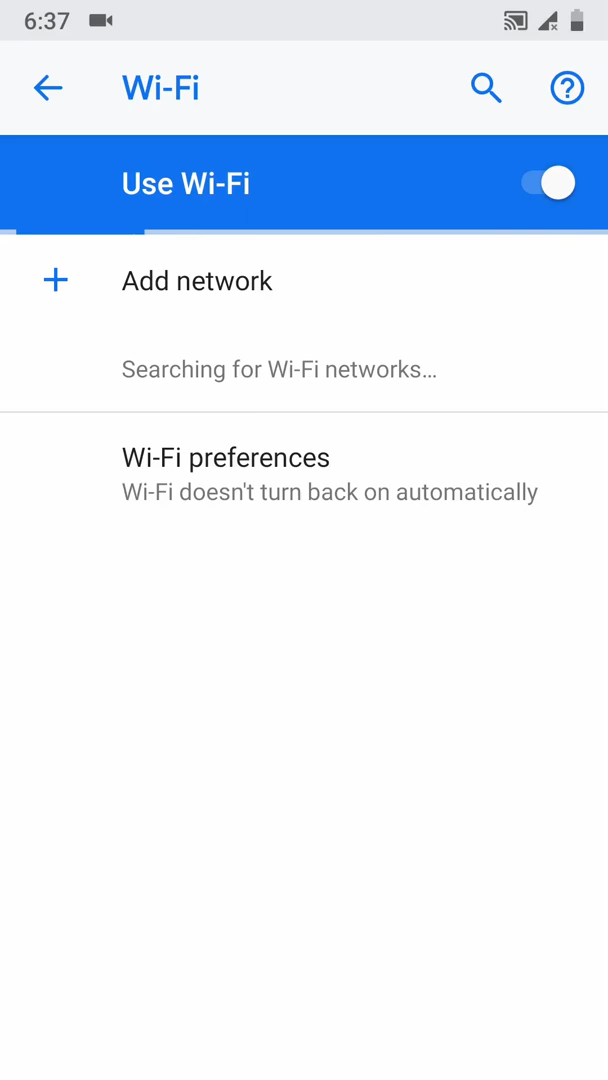 6:37
Wi-Fi
Use Wi-Fi
Add network
Searching for Wi-Fi networks…
Wi-Fi preferences
Wi-Fi doesn't turn back on automatically